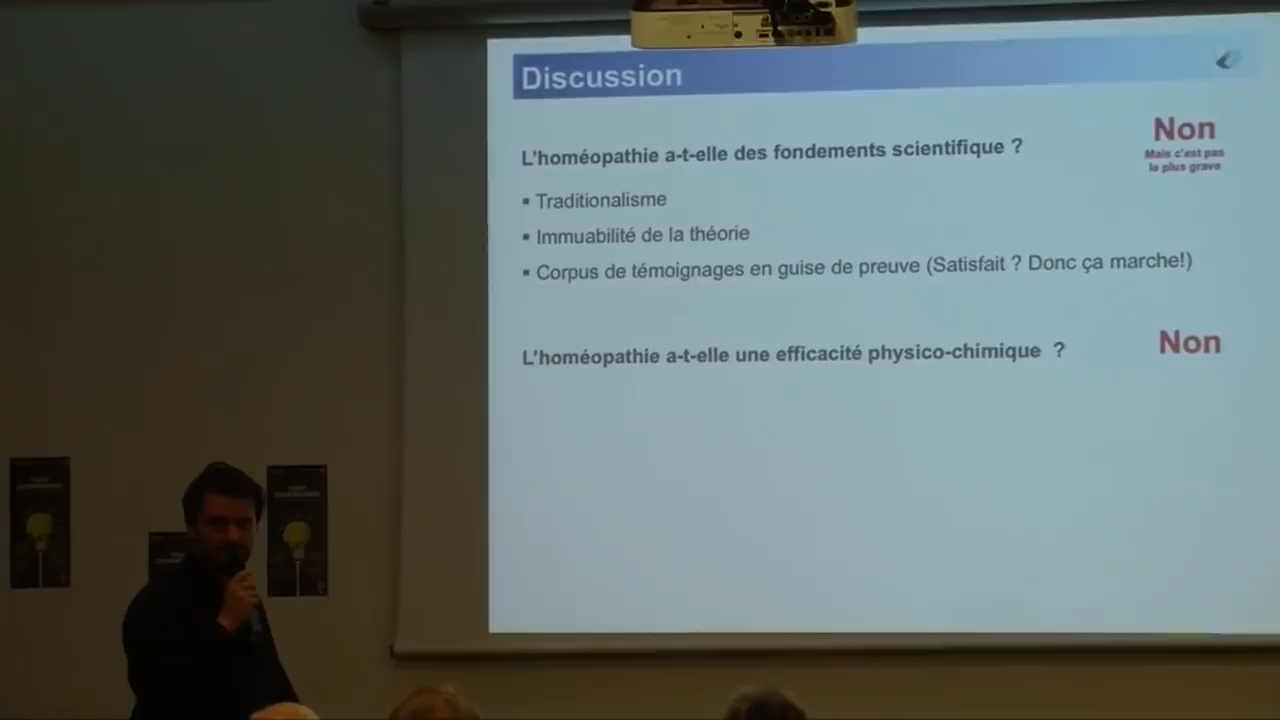 Discussion
L'homéopathie a-t-elle des fondements scientifique ?
Non
Mais c'est pas
le plus grave
▪ Traditionalisme
▪ Immuabilité de la théorie
▪ Corpus de témoignages en guise de preuve (Satisfait ? Donc ça marche!)
L'homéopathie a-t-elle une efficacité physico-chimique ?
Non